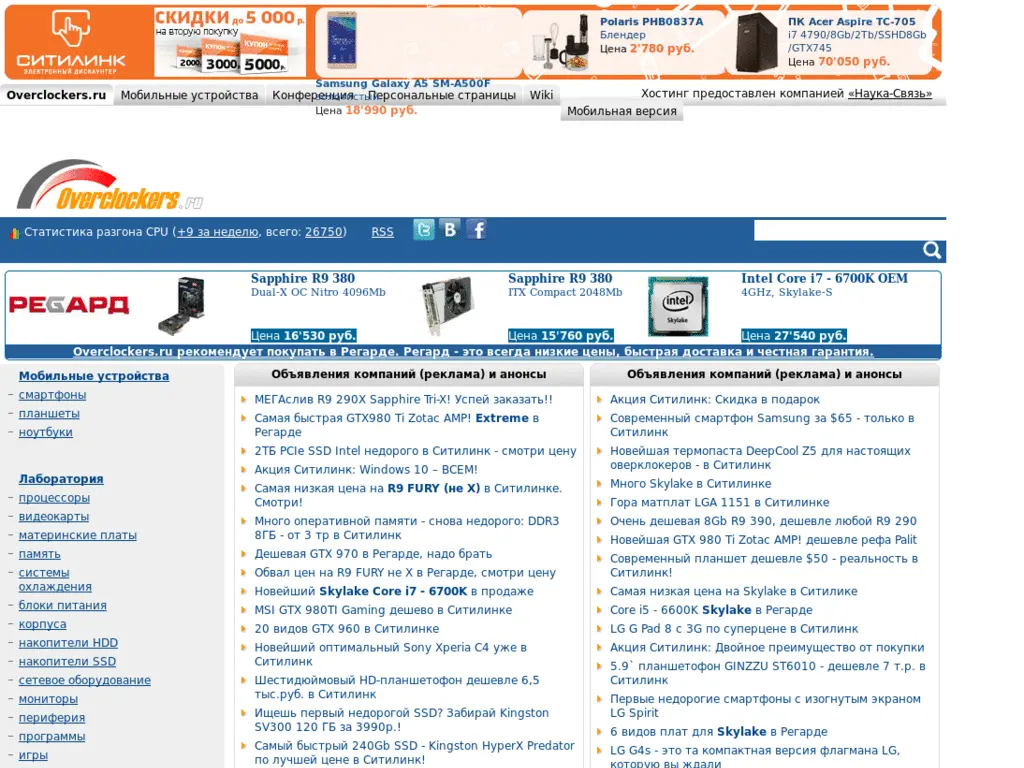 СИТИЛИНК
ЭЛЕКТРОННЫЙ ДИСКАУНТЕР
СКИДКИ до 5 000 р.
на вторую покупку
КУПОН 2000р.
КУПОН 3000р.
КУПОН 5000р.
Samsung Galaxy A5 SM-A500F
Цена 18'990 руб.
Polaris PHB0837A
Блендер
Цена 2'780 руб.
ПК Acer Aspire TC-705
i7 4790/8Gb/2Tb/SSHD8Gb
/GTX745
Цена 70'050 руб.
Overclockers.ru
Мобильные устройства
Конференция
Персональные страницы
Wiki
Хостинг предоставлен компанией «Наука-Связь»
Мобильная версия
Overclockers.ru
Статистика разгона CPU (+9 за неделю, всего: 26750)
RSS
РЕГАРД
Sapphire R9 380
Dual-X OC Nitro 4096Mb
Цена 16'530 руб.
Sapphire R9 380
ITX Compact 2048Mb
Цена 15'760 руб.
intel
Skylake
Intel Core i7 - 6700K OEM
4GHz, Skylake-S
Цена 27'540 руб.
Overclockers.ru рекомендует покупать в Регарде. Регард - это всегда низкие цены, быстрая доставка и честная гарантия.
Мобильные устройства
– смартфоны
– планшеты
– ноутбуки
Лаборатория
– процессоры
– видеокарты
– материнские платы
– память
– системы
охлаждения
– блоки питания
– корпуса
– накопители HDD
– накопители SSD
– сетевое оборудование
– мониторы
– периферия
– программы
– игры
Объявления компаний (реклама) и анонсы
МЕГАслив R9 290X Sapphire Tri-X! Успей заказать!!
Самая быстрая GTX980 Ti Zotac AMP! Extreme в
Регарде
2ТБ PCIe SSD Intel недорого в Ситилинк - смотри цену
Акция Ситилинк: Windows 10 – ВСЕМ!
Самая низкая цена на R9 FURY (не X) в Ситилинке.
Смотри!
Много оперативной памяти - снова недорого: DDR3
8ГБ - от 3 тр в Ситилинк
Дешевая GTX 970 в Регарде, надо брать
Обвал цен на R9 FURY не X в Регарде, смотри цену
Новейший Skylake Core i7 - 6700K в продаже
MSI GTX 980TI Gaming дешево в Ситилинке
20 видов GTX 960 в Ситилинке
Новейший оптимальный Sony Xperia C4 уже в
Ситилинк
Шестидюймовый HD-планшетофон дешевле 6,5
тыс.руб. в Ситилинк
Ищешь первый недорогой SSD? Забирай Kingston
SV300 120 ГБ за 3990р.!
Самый быстрый 240Gb SSD - Kingston HyperX Predator
по лучшей цене в Ситилинк!
Объявления компаний (реклама) и анонсы
Акция Ситилинк: Скидка в подарок
Современный смартфон Samsung за $65 - только в
Ситилинк
Новейшая термопаста DeepCool Z5 для настоящих
оверклокеров - в Ситилинк
Много Skylake в Ситилинке
Гора матплат LGA 1151 в Ситилинке
Очень дешевая 8Gb R9 390, дешевле любой R9 290
Новейшая GTX 980 Ti Zotac AMP! дешевле рефа Palit
Современный планшет дешевле $50 - реальность в
Ситилинк!
Самая низкая цена на Skylake в Ситилике
Core i5 - 6600K Skylake в Регарде
LG G Pad 8 с 3G по суперцене в Ситилинк
Акция Ситилинк: Двойное преимущество от покупки
5.9` планшетофон GINZZU ST6010 - дешевле 7 т.р. в
Ситилинк
Первые недорогие смартфоны с изогнутым экраном
LG Spirit
6 видов плат для Skylake в Регарде
LG G4s - это та компактная версия флагмана LG,
которую вы ждали